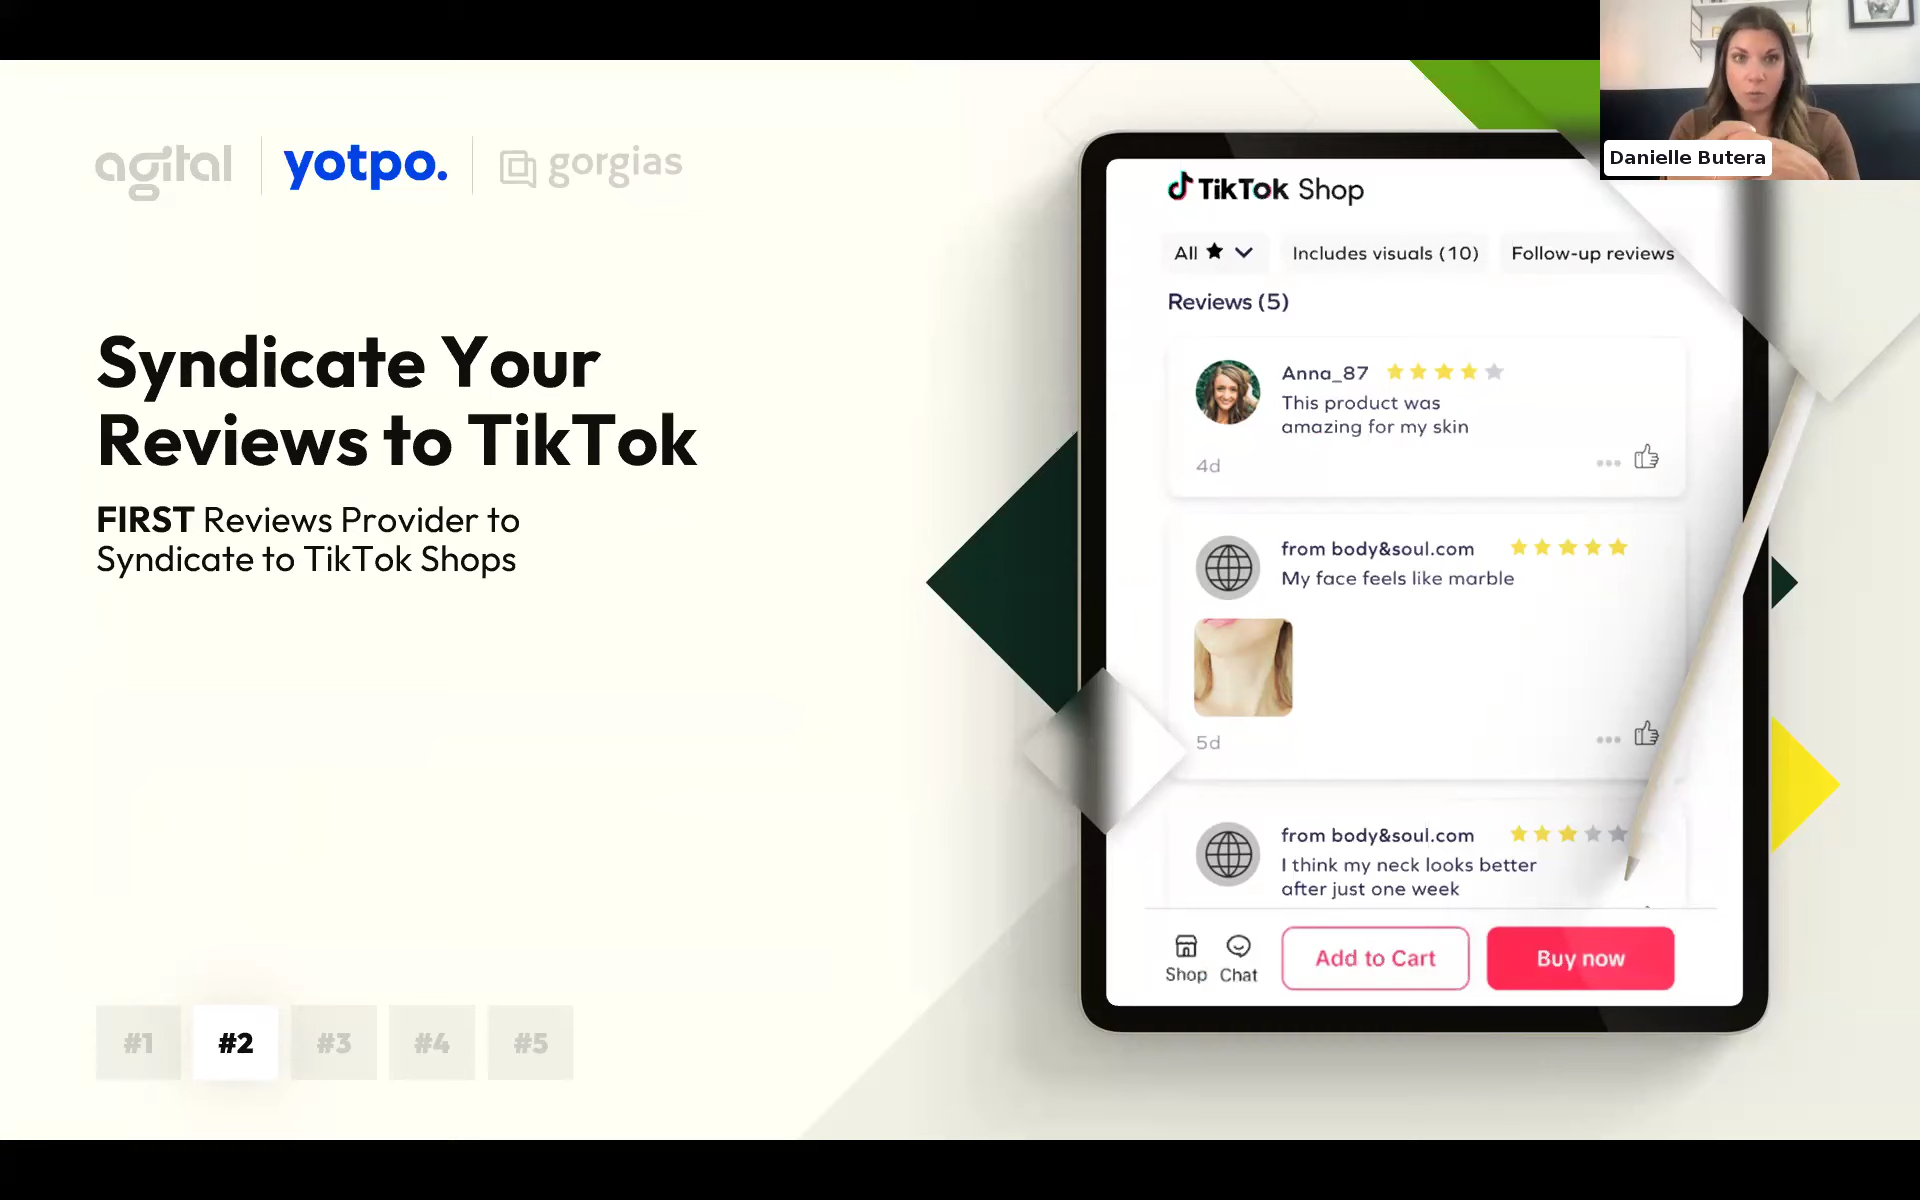 agital
yotpo.
gorgias
Danielle Butera
TikTok Shop
All
Includes visuals (10)
Follow-up reviews
Reviews (5)
Syndicate Your
Reviews to TikTok
FIRST Reviews Provider to
Syndicate to TikTok Shops
Anna_87
This product was
amazing for my skin
4d
from body&soul.com
My face feels like marble
5d
from body&soul.com
I think my neck looks better
after just one week
Shop
Chat
Add to Cart
Buy now
#1
#2
#3
#4
#5